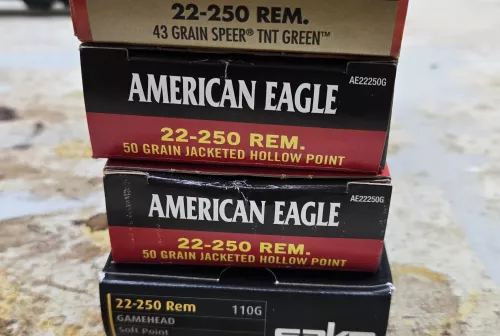 22-250 REM.
43 GRAIN SPEER® TNT GREEN™
AMERICAN EAGLE
AE22250G
22-250 REM.
50 GRAIN JACKETED HOLLOW POINT
AMERICAN EAGLE
AE22250G
22-250 REM.
50 GRAIN JACKETED HOLLOW POINT
22-250 Rem 110G
GAMEHEAD
Soft Point